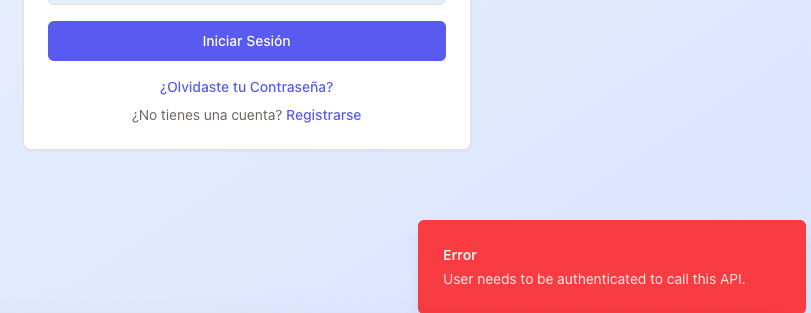 Iniciar Sesión
¿Olvidaste tu Contraseña?
¿No tienes una cuenta? Registrarse
Error
User needs to be authenticated to call this API.